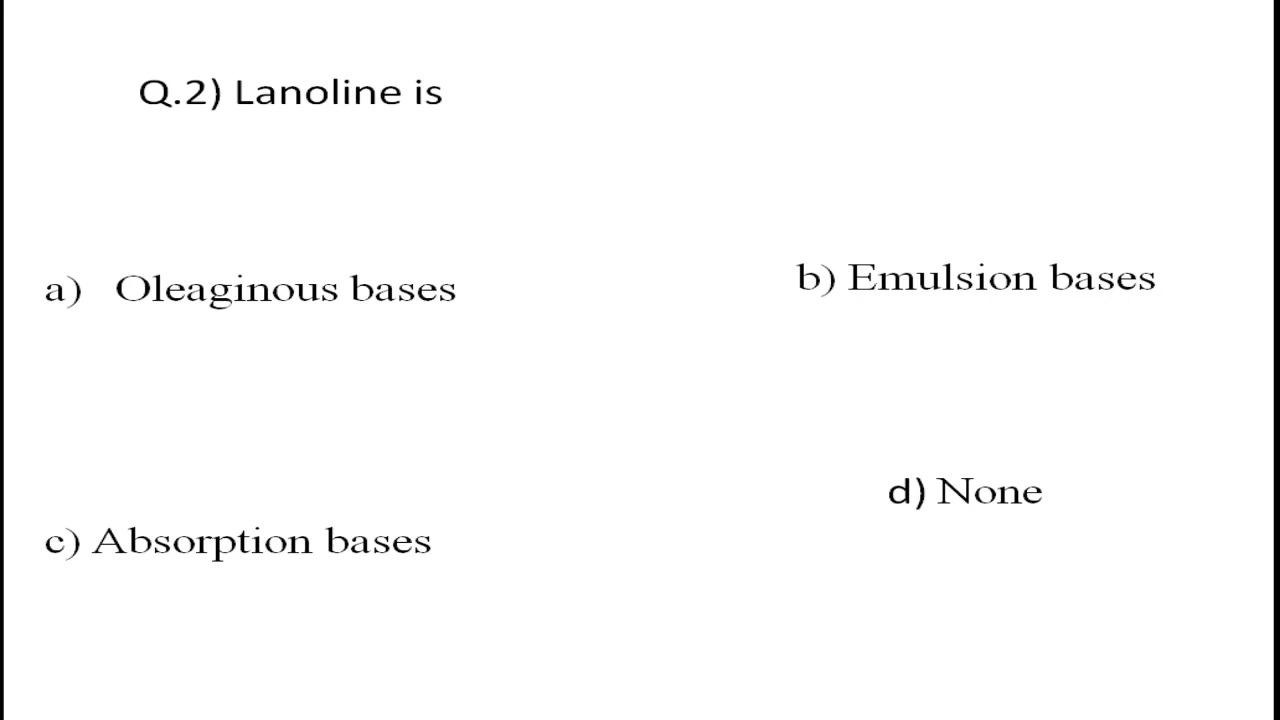 Q.2) Lanoline is
a) Oleaginous bases
b) Emulsion bases
c) Absorption bases
d) None